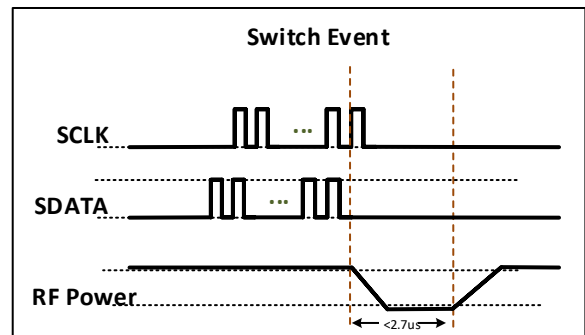 Switch Event
SCLK
...
SDATA
...
RF Power
<2.7us